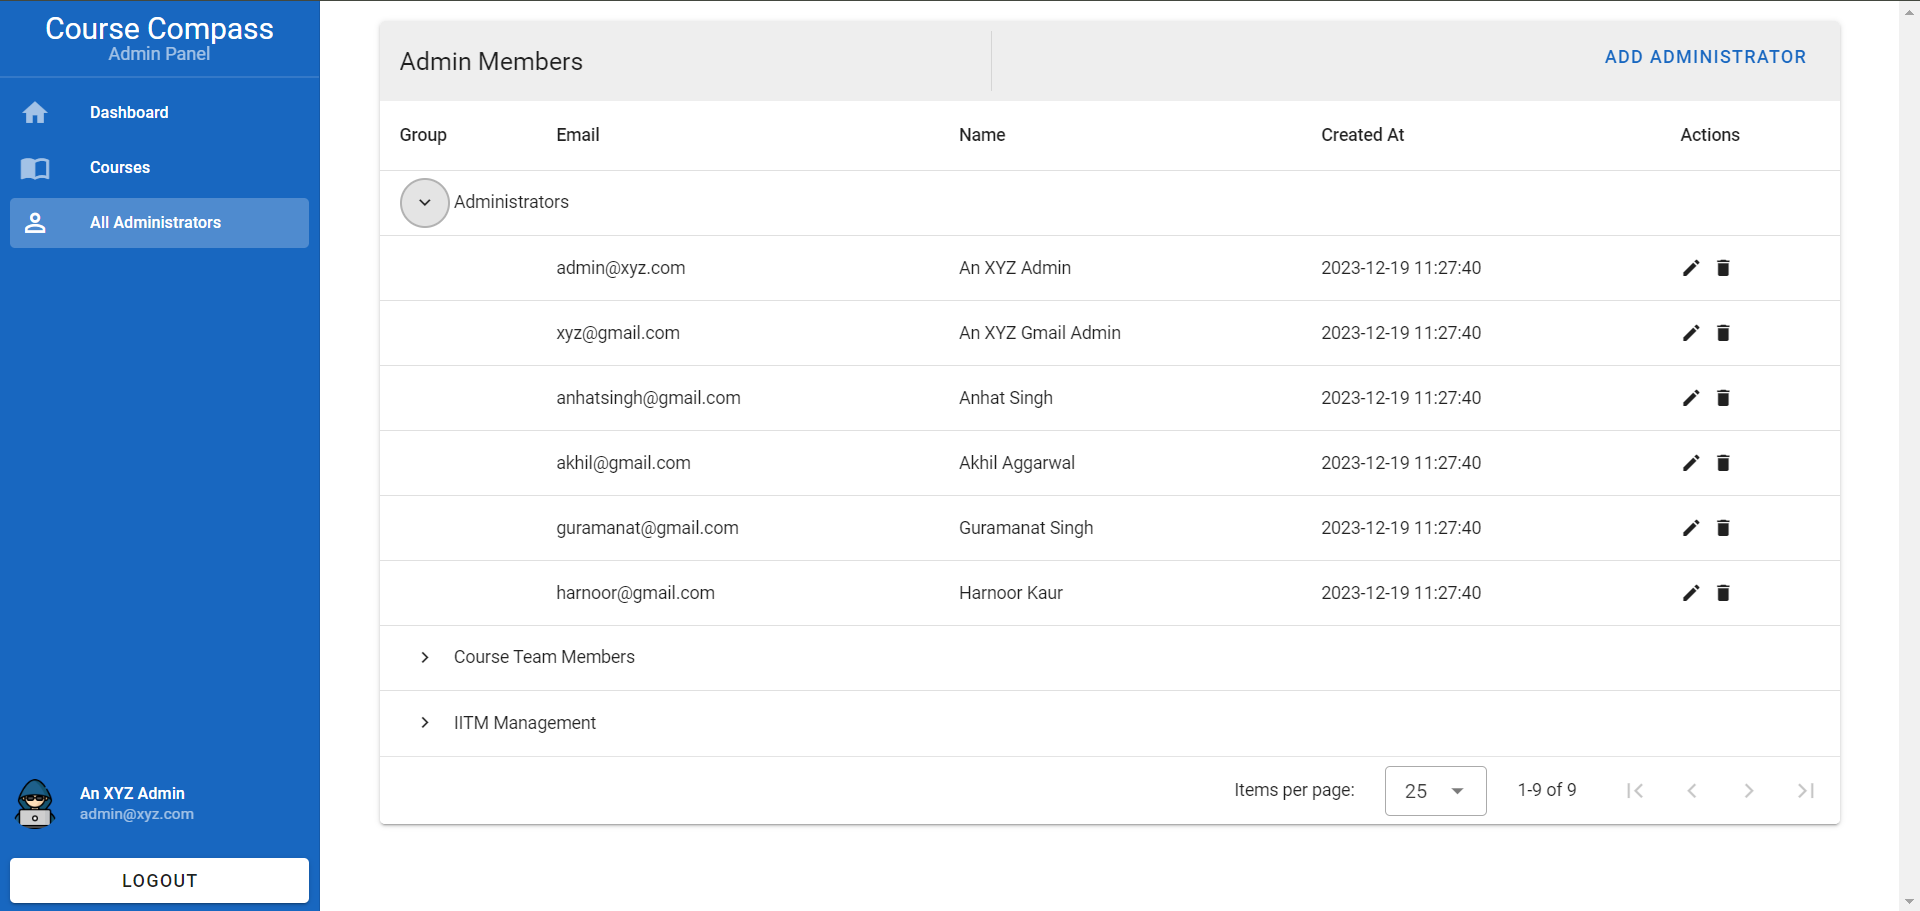 Course Compass
Admin Panel
Dashboard
Courses
All Administrators
An XYZ Admin
admin@xyz.com
LOGOUT
Admin Members
ADD ADMINISTRATOR
Group Email Name Created At Actions
Administrators
admin@xyz.com An XYZ Admin 2023-12-19 11:27:40
xyz@gmail.com An XYZ Gmail Admin 2023-12-19 11:27:40
anhatsingh@gmail.com Anhat Singh 2023-12-19 11:27:40
akhil@gmail.com Akhil Aggarwal 2023-12-19 11:27:40
guramanat@gmail.com Guramanat Singh 2023-12-19 11:27:40
harnoor@gmail.com Harnoor Kaur 2023-12-19 11:27:40
Course Team Members
IITM Management
Items per page: 25 1-9 of 9